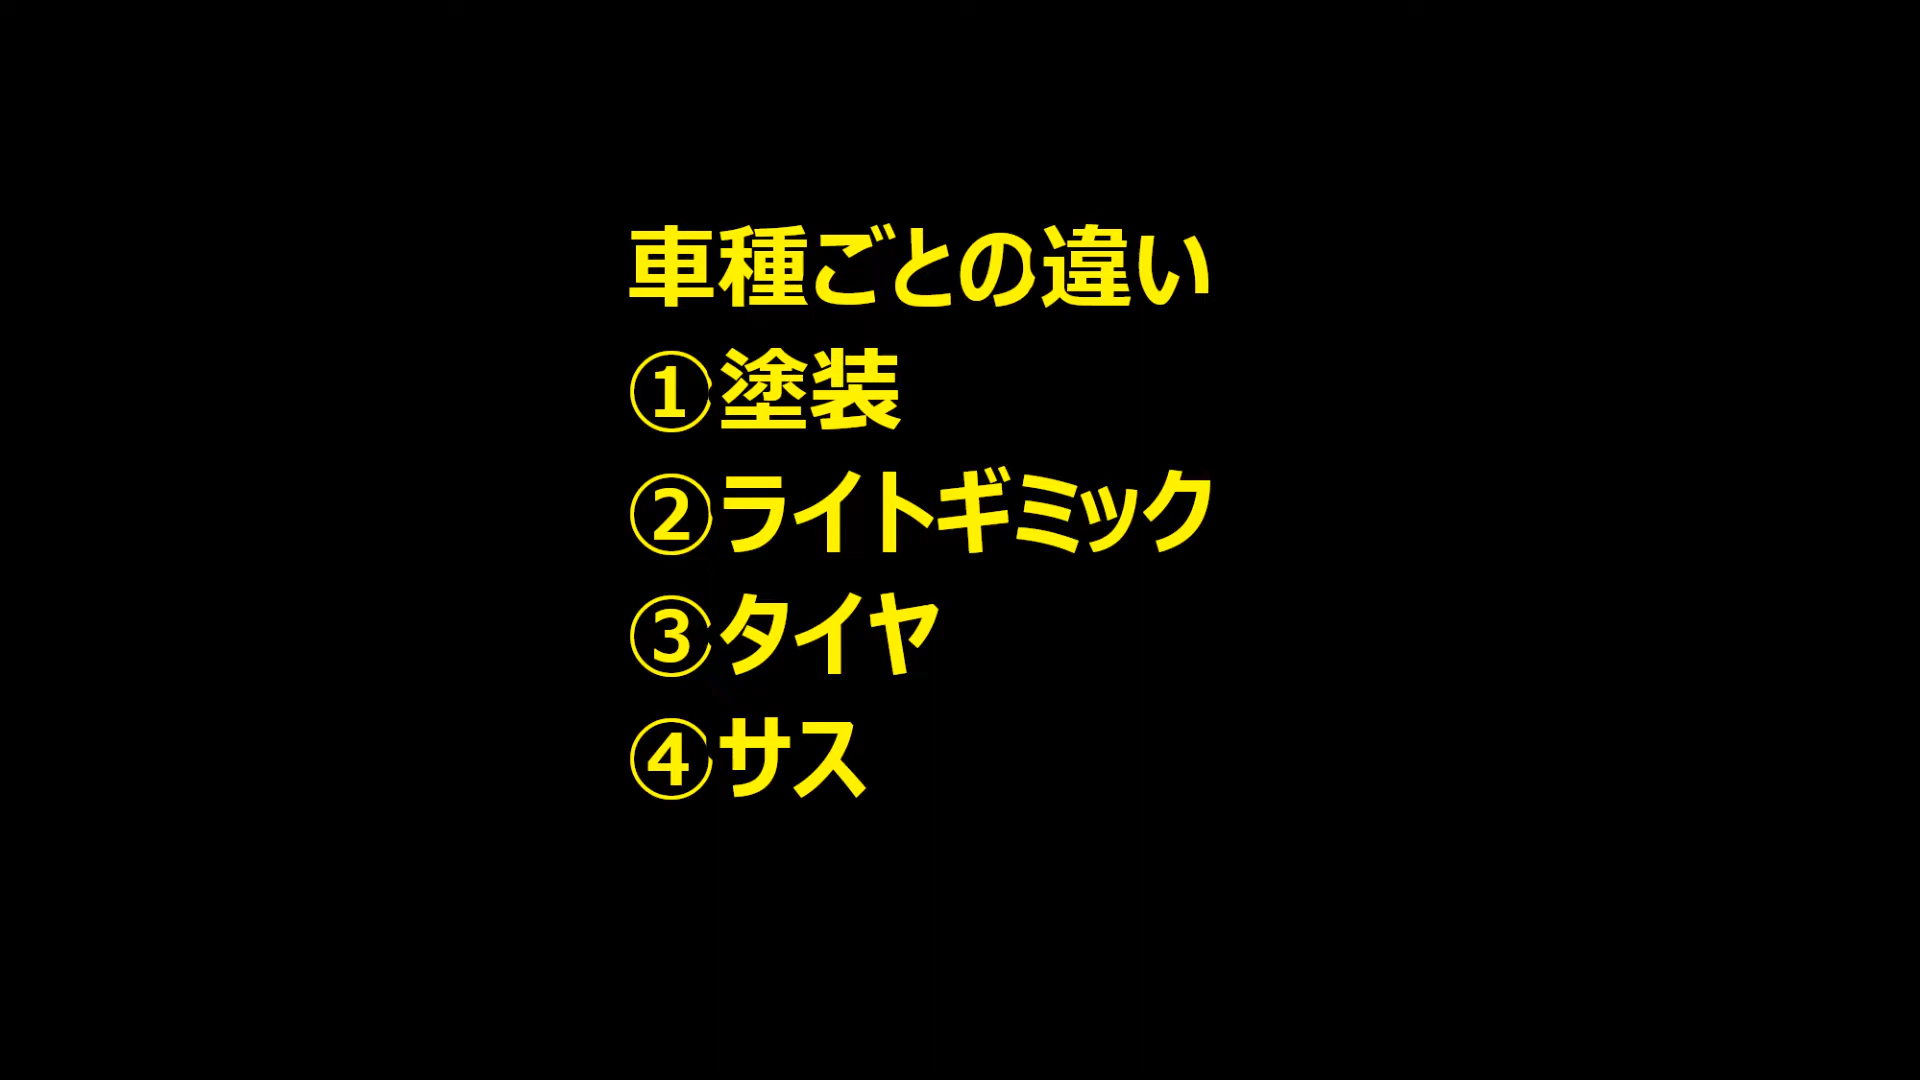 車種ごとの違い
①塗装
②ライトギミック
③タイヤ
④サス